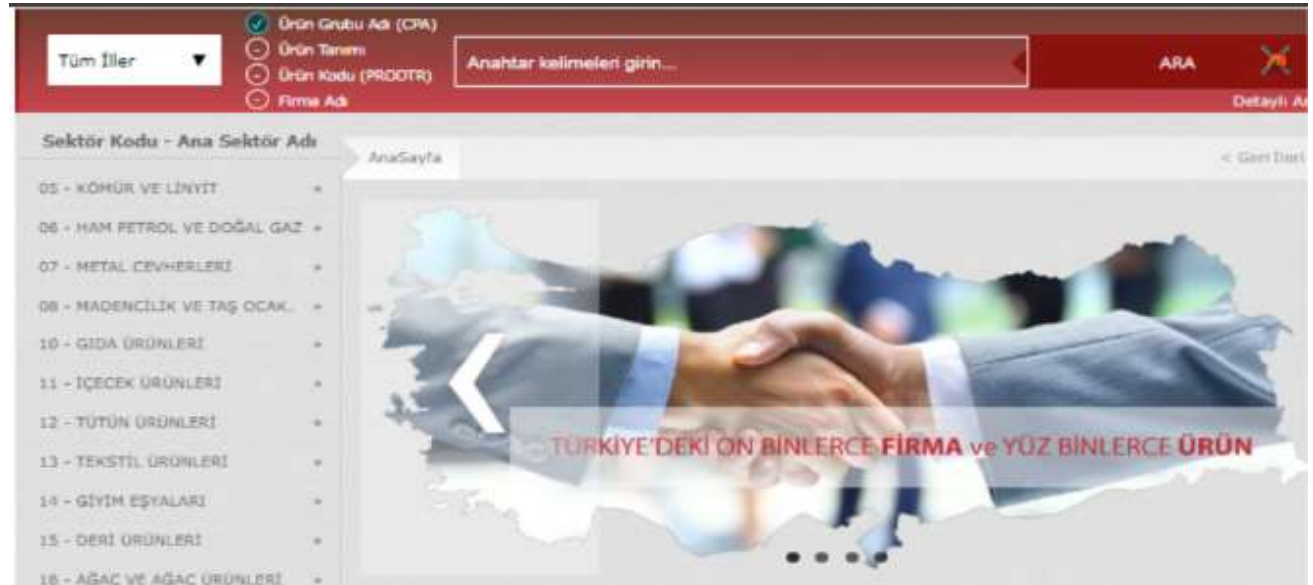 Tüm İller
Ürün Grubu Adı (CPA)
Ürün Tanımı
Ürün Kodu (PRODTR)
Firma Adı
Anahtar kelimeleri girin...
ARA
Detaylı
Sektör Kodu - Ana Sektör Adı
AnaSayfa
< Geri İleri
05 - KÖMÜR VE LİNYİT
06 - HAM PETROL VE DOĞAL GAZ
07 - METAL CEVHERLERİ
08 - MADENCİLİK VE TAŞ OCAK..
10 - GIDA ÜRÜNLERİ
11 - İÇECEK ÜRÜNLERİ
12 - TÜTÜN ÜRÜNLERİ
13 - TEKSTİL ÜRÜNLERİ
14 - GİYİM EŞYALARI
15 - DERİ ÜRÜNLERİ
16 - AĞAÇ VE AĞAÇ ÜRÜNLERİ
TÜRKİYE'DEKİ ON BİNLERCE FİRMA ve YÜZ BİNLERCE ÜRÜN